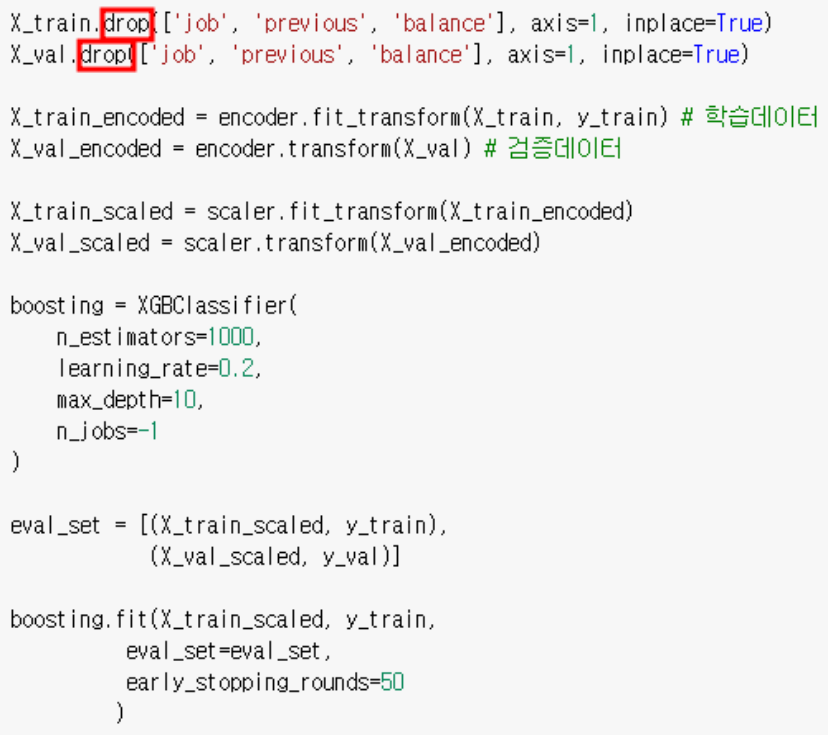 X_train.drop(['job', 'previous', 'balance'], axis=1, inplace=True)
X_val.drop(['job', 'previous', 'balance'], axis=1, inplace=True)
X_train_encoded = encoder.fit_transform(X_train, y_train) # 학습데이터
X_val_encoded = encoder.transform(X_val) # 검증데이터
X_train_scaled = scaler.fit_transform(X_train_encoded)
X_val_scaled = scaler.transform(X_val_encoded)
boosting = XGBClassifier(
    n_estimators=1000,
    learning_rate=0.2,
    max_depth=10,
    n_jobs=-1
)
eval_set = [(X_train_scaled, y_train),
            (X_val_scaled, y_val)]
boosting.fit(X_train_scaled, y_train,
          eval_set=eval_set,
          early_stopping_rounds=50
         )